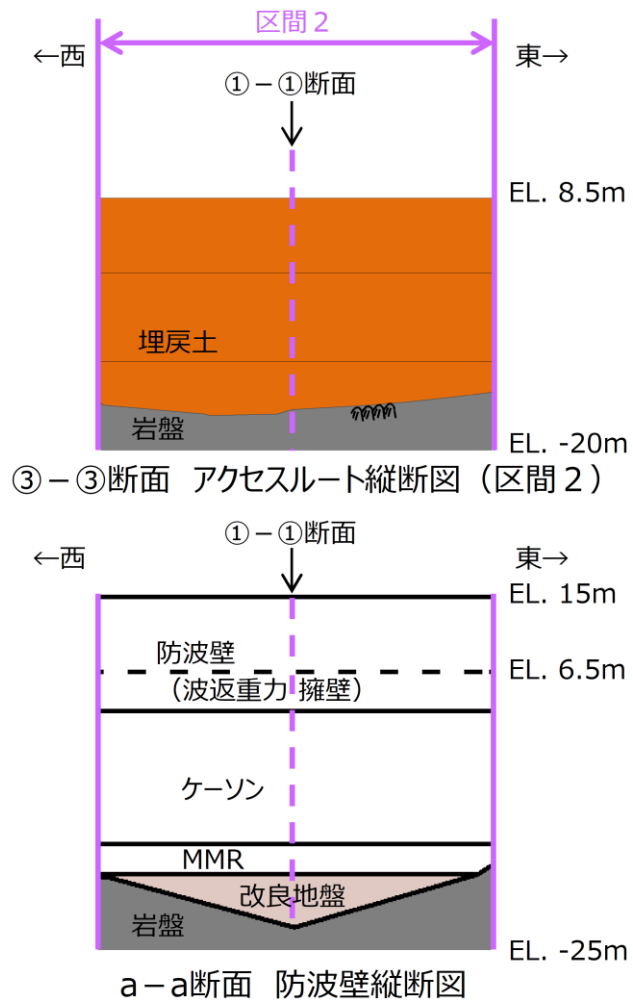 区間2
←西
東→
①－①断面
EL. 8.5m
埋戻土
岩盤
EL. -20m
③－③断面 アクセスルート縦断図（区間2）
①－①断面
←西
東→
EL. 15m
防波壁
EL. 6.5m
（波返重力 擁壁）
ケーソン
MMR
改良地盤
岩盤
EL. -25m
a－a断面 防波壁縦断図